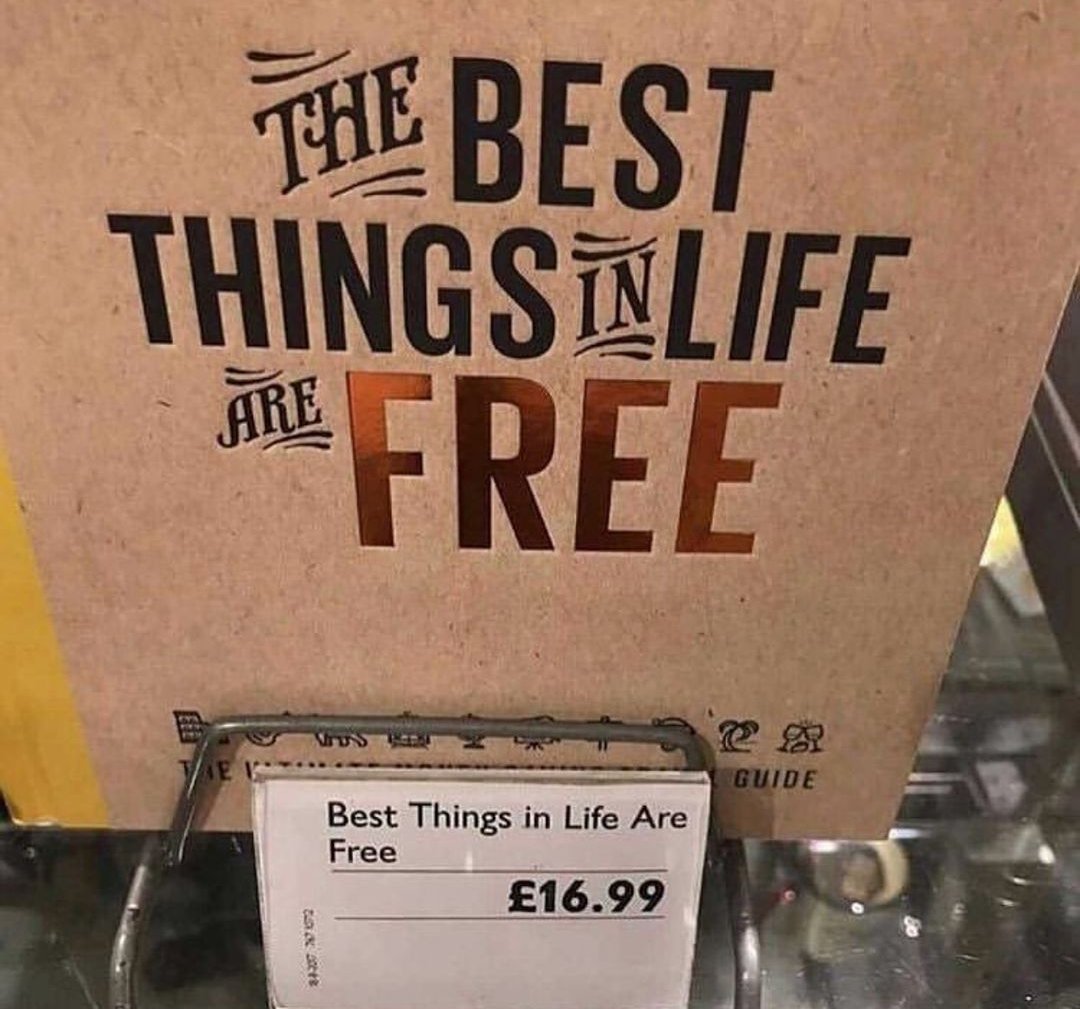 THE BEST
THINGS IN LIFE
ARE FREE
GUIDE
Best Things in Life Are
Free
£16.99